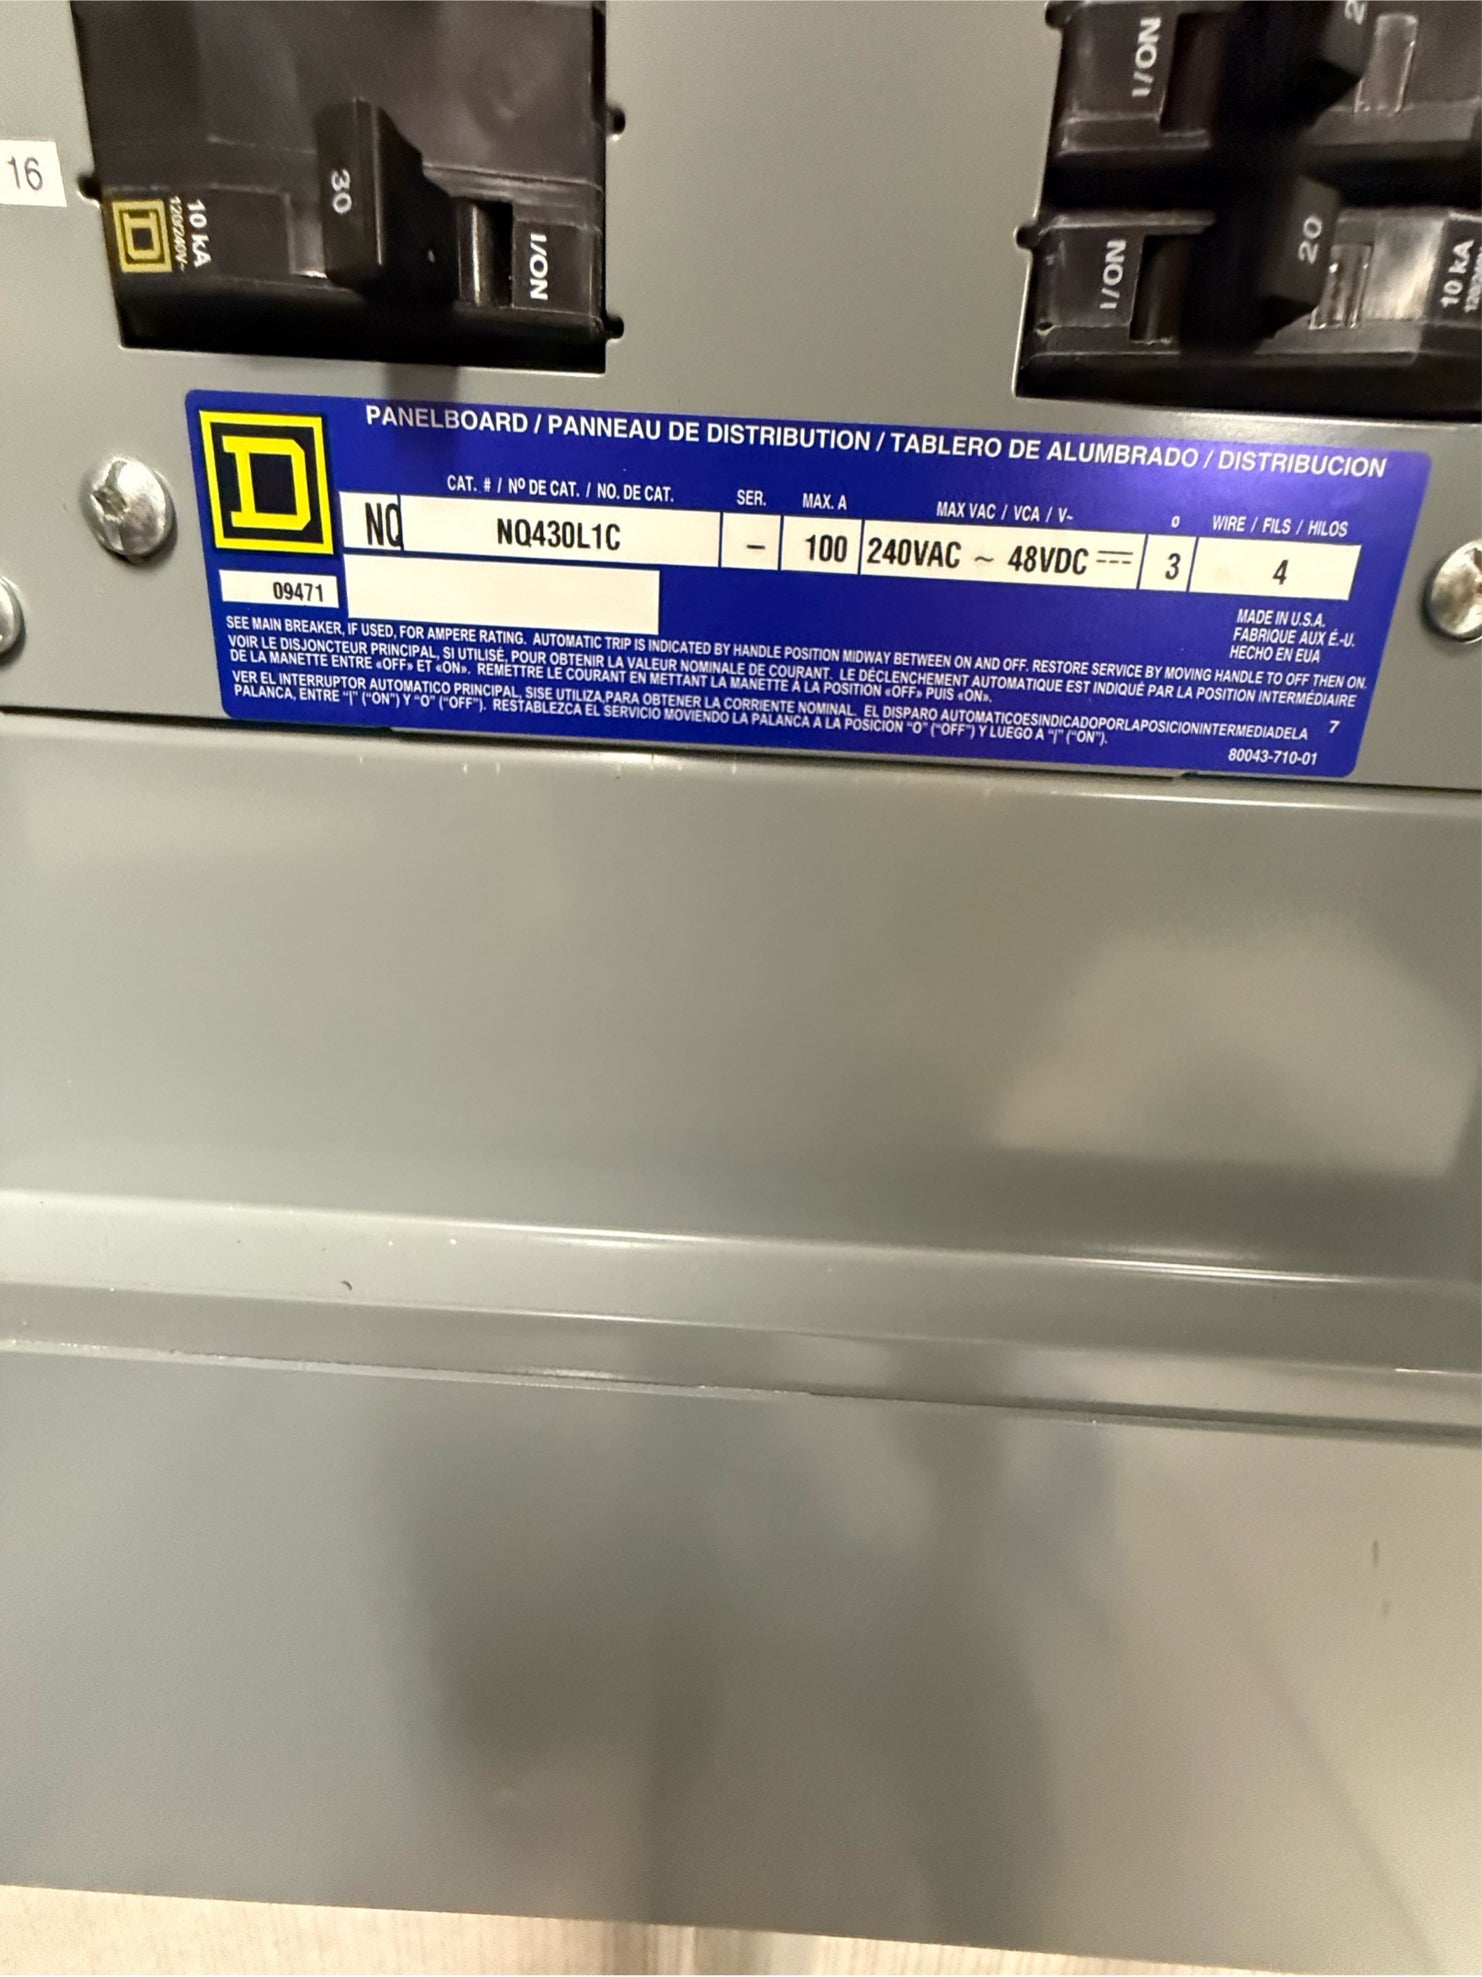 16
30
10 kA
120/240V~
I/ON
I/ON
I/ON
20
10 kA
D
PANELBOARD / PANNEAU DE DISTRIBUTION / TABLERO DE ALUMBRADO / DISTRIBUCION
CAT. # / Nº DE CAT. / NO. DE CAT. SER. MAX. A MAX VAC / VCA / V~ ø WIRE / FILS / HILOS
NQ NQ430L1C – 100 240VAC ~ 48VDC 3 4
09471
MADE IN U.S.A.
FABRIQUE AUX É.-U.
HECHO EN EUA
SEE MAIN BREAKER, IF USED, FOR AMPERE RATING. AUTOMATIC TRIP IS INDICATED BY HANDLE POSITION MIDWAY BETWEEN ON AND OFF. RESTORE SERVICE BY MOVING HANDLE TO OFF THEN ON.
VOIR LE DISJONCTEUR PRINCIPAL, SI UTILISÉ, POUR OBTENIR LA VALEUR NOMINALE DE COURANT. LE DÉCLENCHEMENT AUTOMATIQUE EST INDIQUÉ PAR LA POSITION INTERMÉDIAIRE
DE LA MANETTE ENTRE «OFF» ET «ON». REMETTRE LE COURANT EN METTANT LA MANETTE À LA POSITION «OFF» PUIS «ON».
VER EL INTERRUPTOR AUTOMATICO PRINCIPAL, SISE UTILIZA,PARA OBTENER LA CORRIENTE NOMINAL. EL DISPARO AUTOMATICOESINDICADOPORLAPOSICIONINTERMEDIADELA 7
PALANCA, ENTRE "|" ("ON") Y "O" ("OFF"). RESTABLEZCA EL SERVICIO MOVIENDO LA PALANCA A LA POSICION "O" ("OFF") Y LUEGO A "|" ("ON").
80043-710-01